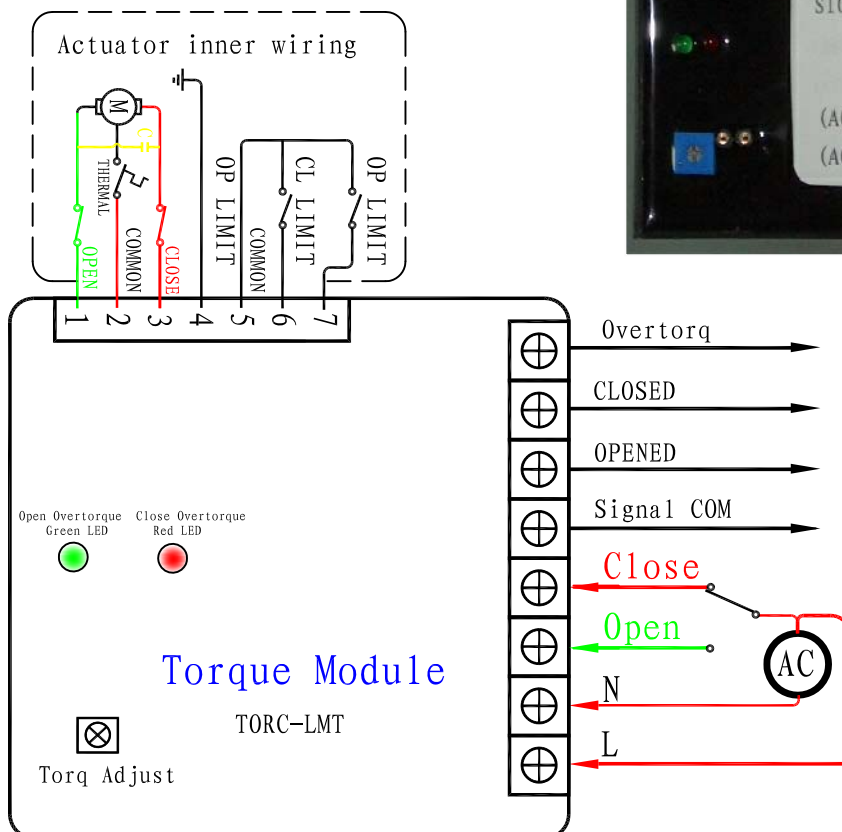 Actuator inner wiring
M
C
THERMAL
OPEN
COMMON
CLOSE
OP LIMIT
COMMON
CL LIMIT
OP LIMIT
1 2 3 4 5 6 7
Overtorq
CLOSED
OPENED
Signal COM
Close
Open
N
L
AC
Open Overtorque
Green LED
Close Overtorque
Red LED
Torque Module
TORC-LMT
Torq Adjust
(A
(A